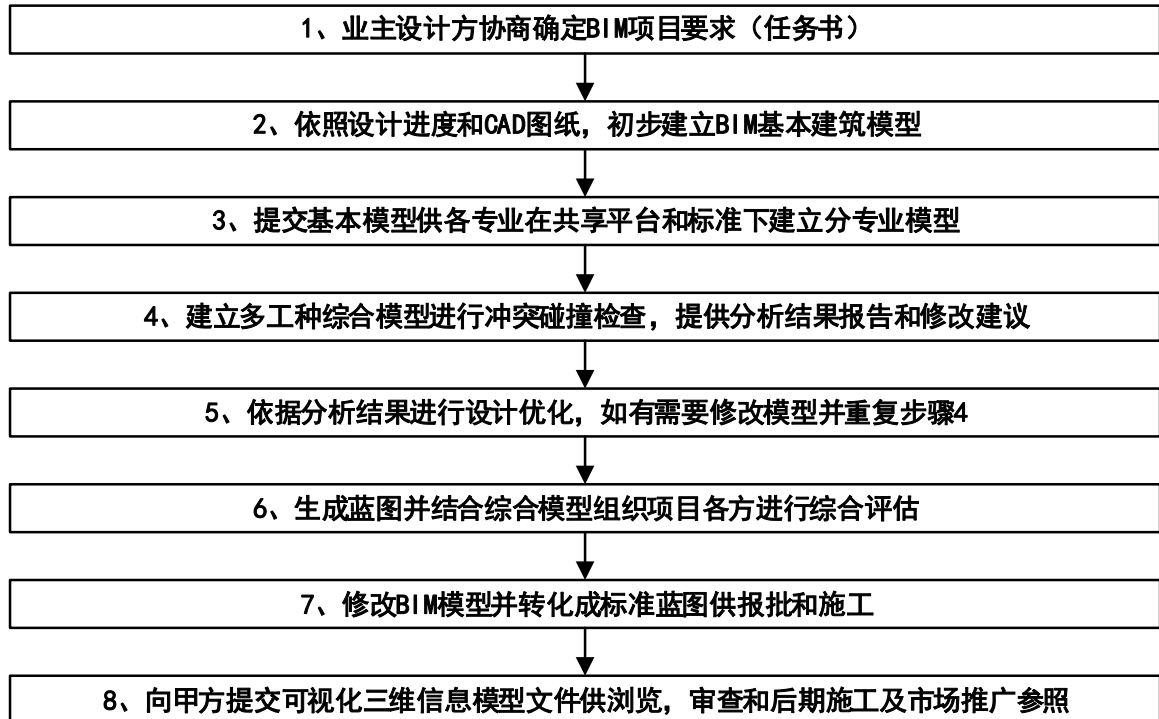 1、业主设计方协商确定BIM项目要求（任务书）
2、依照设计进度和CAD图纸，初步建立BIM基本建筑模型
3、提交基本模型供各专业在共享平台和标准下建立分专业模型
4、建立多工种综合模型进行冲突碰撞检查，提供分析结果报告和修改建议
5、依据分析结果进行设计优化，如有需要修改模型并重复步骤4
6、生成蓝图并结合综合模型组织项目各方进行综合评估
7、修改BIM模型并转化成标准蓝图供报批和施工
8、向甲方提交可视化三维信息模型文件供浏览，审查和后期施工及市场推广参照